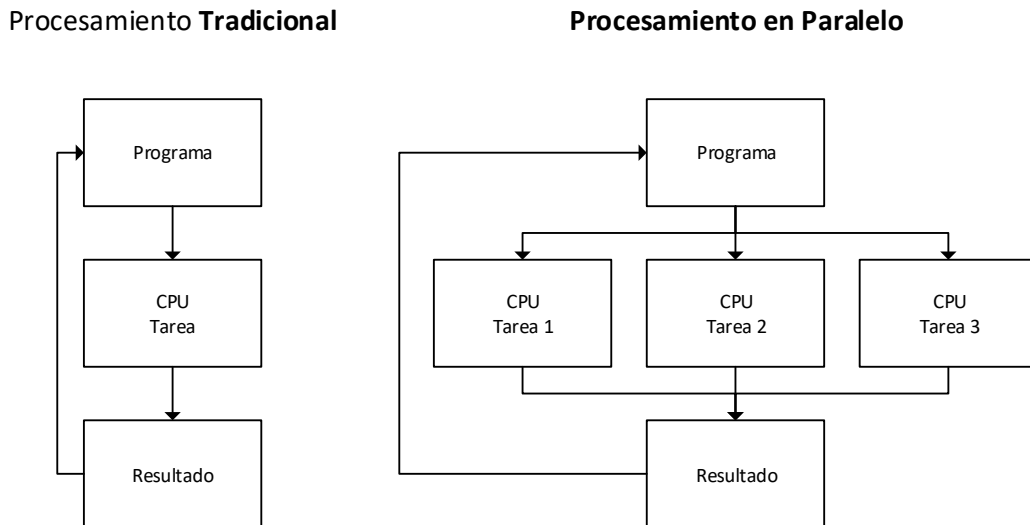 Procesamiento Tradicional
Programa
CPU
Tarea
Resultado
Procesamiento en Paralelo
Programa
CPU
Tarea 1
CPU
Tarea 2
CPU
Tarea 3
Resultado